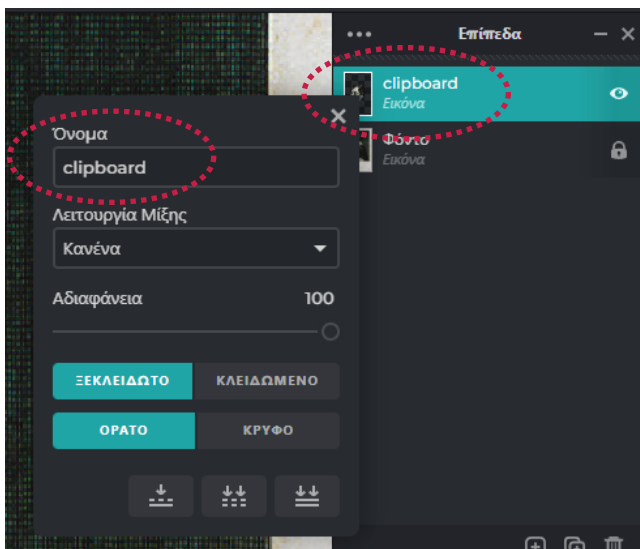 Επίπεδα
clipboard
Εικόνα
Φόντο
Εικόνα
Όνομα
clipboard
Λειτουργία Μίξης
Κανένα
Αδιαφάνεια 100
ΞΕΚΛΕΙΔΩΤΟ ΚΛΕΙΔΩΜΕΝΟ
ΟΡΑΤΟ ΚΡΥΦΟ